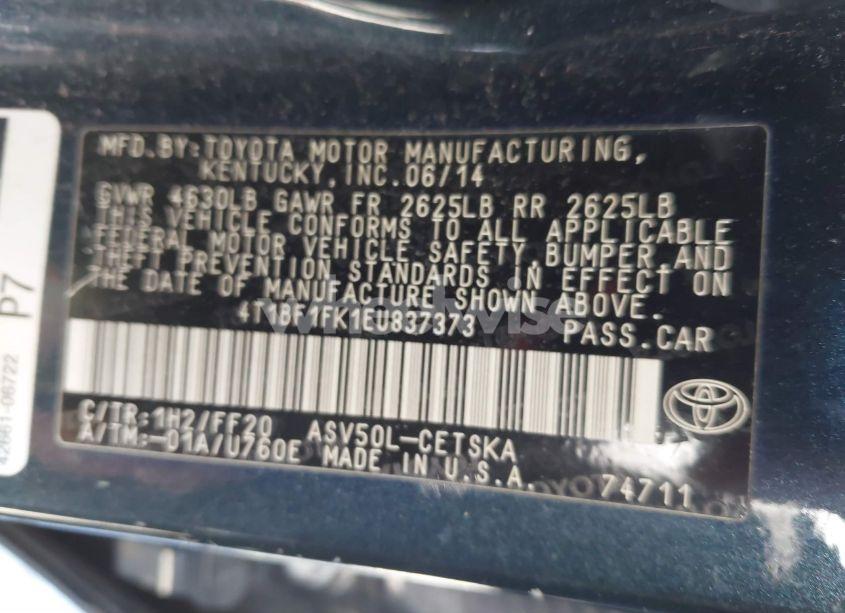 MFD.BY:TOYOTA MOTOR MANUFACTURING,
KENTUCKY,INC.06/14
GVWR 4630LB GAWR FR 2625LB RR 2625LB
THIS VEHICLE CONFORMS TO ALL APPLICABLE
FEDERAL MOTOR VEHICLE SAFETY,BUMPER,AND
THEFT PREVENTION STANDARDS IN EFFECT ON
THE DATE OF MANUFACTURE SHOWN ABOVE.
4T1BF1FK1EU837373 PASS.CAR
C/TR:1H2/FF20 ASV50L-CETSKA
A/TM:-01A/U760E MADE IN U.S.A.
74711
P7
42661-06722